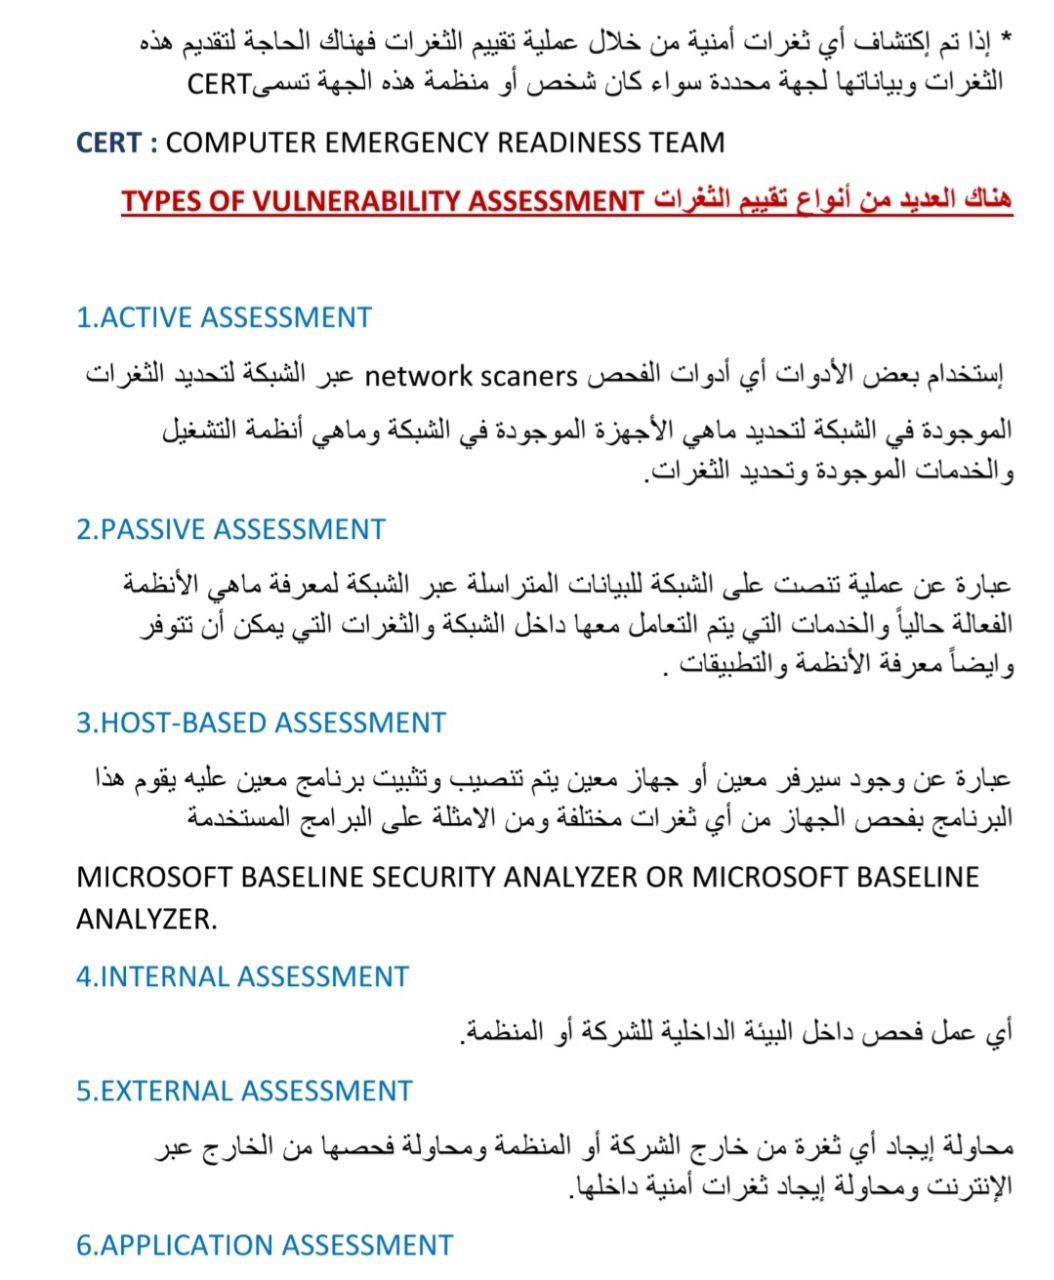 * إذا تم إكتشاف أي ثغرات أمنية من خلال عملية تقييم الثغرات فهناك الحاجة لتقديم هذه
الثغرات وبياناتها لجهة محددة سواء كان شخص أو منظمة هذه الجهة تسمىCERT
CERT : COMPUTER EMERGENCY READINESS TEAM
هناك العديد من أنواع تقييم الثغرات TYPES OF VULNERABILITY ASSESSMENT
1.ACTIVE ASSESSMENT
إستخدام بعض الأدوات أي أدوات الفحص network scaners عبر الشبكة لتحديد الثغرات
الموجودة في الشبكة لتحديد ماهي الأجهزة الموجودة في الشبكة وماهي أنظمة التشغيل
والخدمات الموجودة وتحديد الثغرات.
2.PASSIVE ASSESSMENT
عبارة عن عملية تنصت على الشبكة للبيانات المتراسلة عبر الشبكة لمعرفة ماهي الأنظمة
الفعالة حالياً والخدمات التي يتم التعامل معها داخل الشبكة والثغرات التي يمكن أن تتوفر
وايضاً معرفة الأنظمة والتطبيقات .
3.HOST-BASED ASSESSMENT
عبارة عن وجود سيرفر معين أو جهاز معين يتم تنصيب وتثبيت برنامج معين عليه يقوم هذا
البرنامج بفحص الجهاز من أي ثغرات مختلفة ومن الامثلة على البرامج المستخدمة
MICROSOFT BASELINE SECURITY ANALYZER OR MICROSOFT BASELINE
ANALYZER.
4.INTERNAL ASSESSMENT
أي عمل فحص داخل البيئة الداخلية للشركة أو المنظمة.
5.EXTERNAL ASSESSMENT
محاولة إيجاد أي ثغرة من خارج الشركة أو المنظمة ومحاولة فحصها من الخارج عبر
الإنترنت ومحاولة إيجاد ثغرات أمنية داخلها.
6.APPLICATION ASSESSMENT